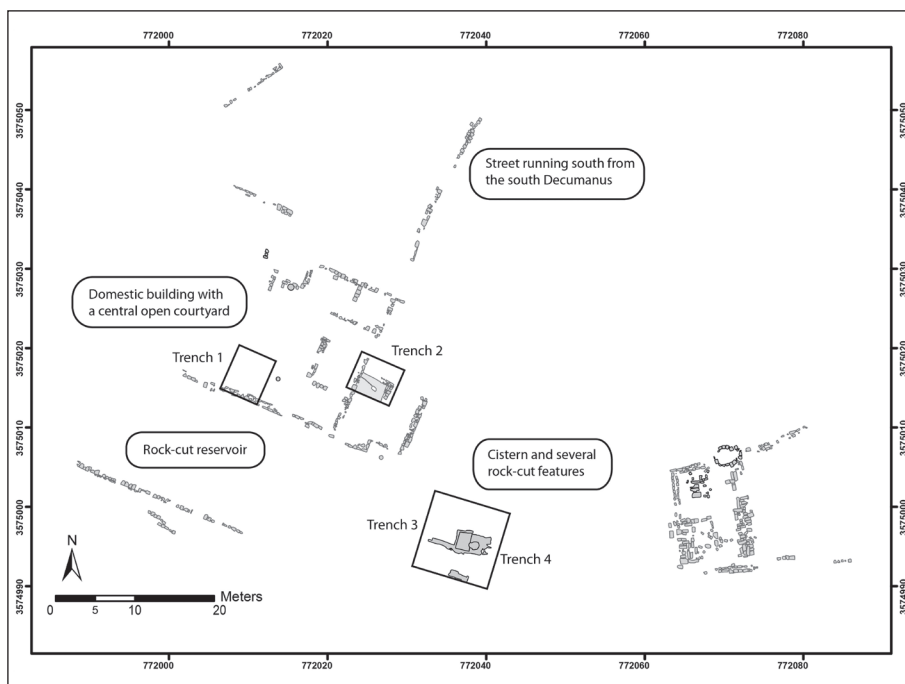 772000 772020 772040 772060 772080
3575050 3575050
Street running south from
the south Decumanus
3575040 3575040
3575030 3575030
Domestic building with
a central open courtyard
3575020 3575020
Trench 1
Trench 2
3575010 3575010
Rock-cut reservoir
Cistern and several
rock-cut features
3575000 3575000
Trench 3
Trench 4
N
3574990 3574990
Meters
0 5 10 20
772000 772020 772040 772060 772080